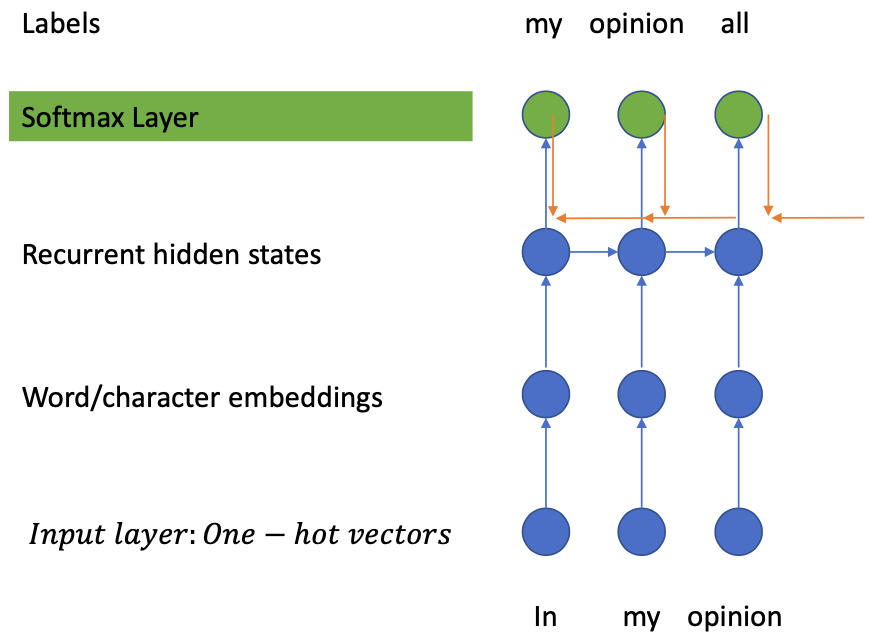 Labels my opinion all
Softmax Layer
Recurrent hidden states
Word/character embeddings
Input layer: One − hot vectors
In my opinion